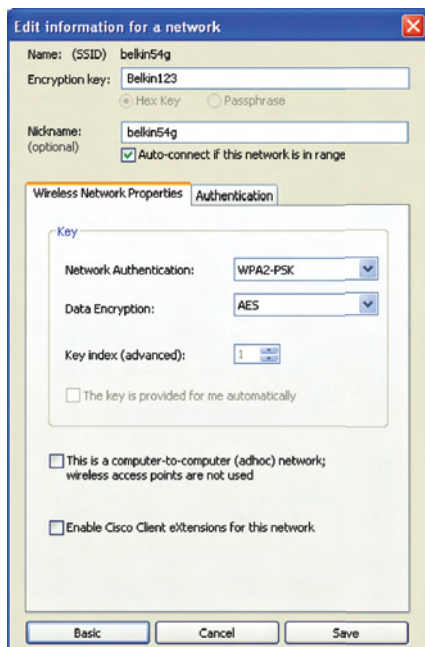 Edit information for a network
Name: (SSID) belkin54g
Encryption key: Belkin123
Hex Key Passphrase
Nickname: belkin54g
(optional)
Auto-connect if this network is in range
Wireless Network Properties Authentication
Key
Network Authentication: WPA2-PSK
Data Encryption: AES
Key index (advanced): 1
The key is provided for me automatically
This is a computer-to-computer (adhoc) network;
wireless access points are not used
Enable Cisco Client eXtensions for this network
Basic Cancel Save